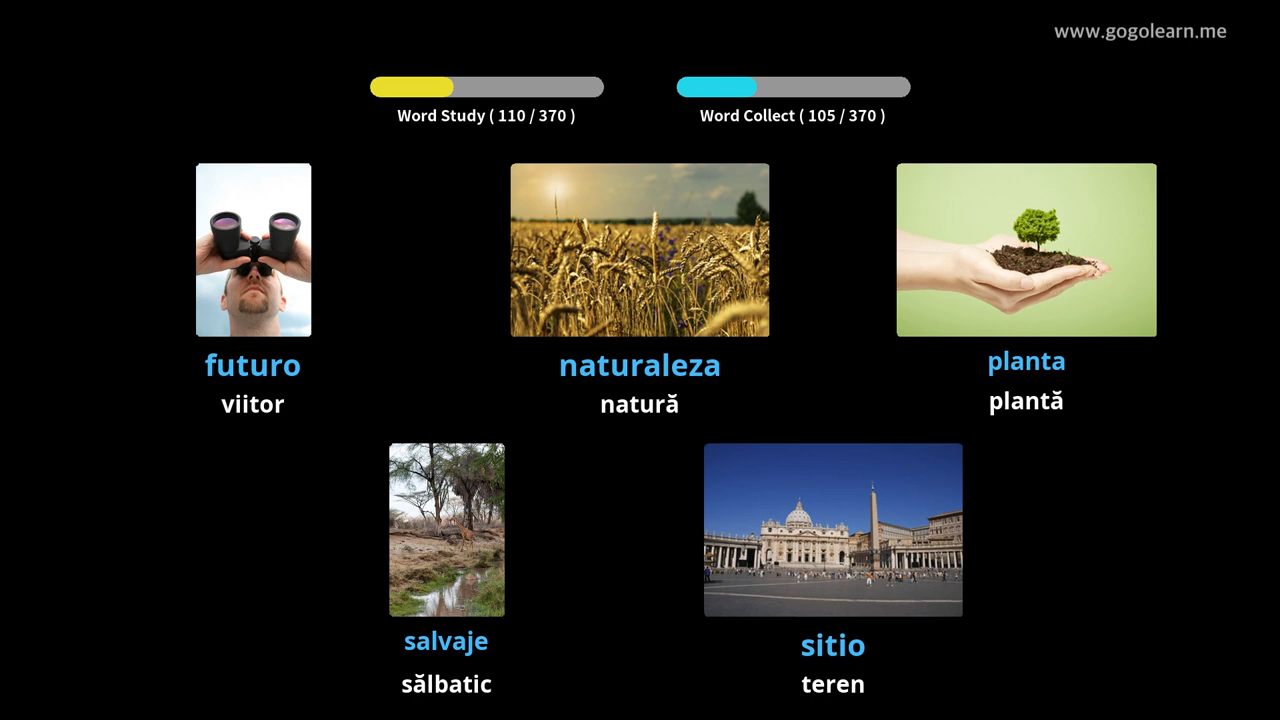 www.gogolearn.me
Word Study ( 110 / 370 )
Word Collect ( 105 / 370 )
futuro
viitor
naturaleza
natură
planta
plantă
salvaje
sălbatic
sitio
teren